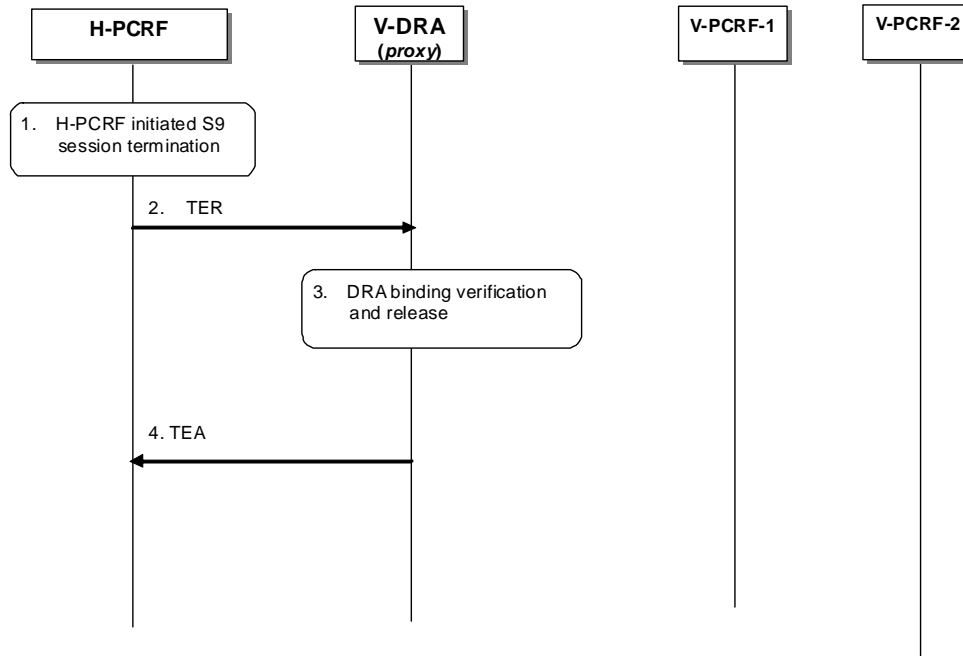 H-PCRF
V-DRA
(proxy)
V-PCRF-1
V-PCRF-2
1. H-PCRF initiated S9
session termination
2. TER
3. DRA binding verification
and release
4. TEA